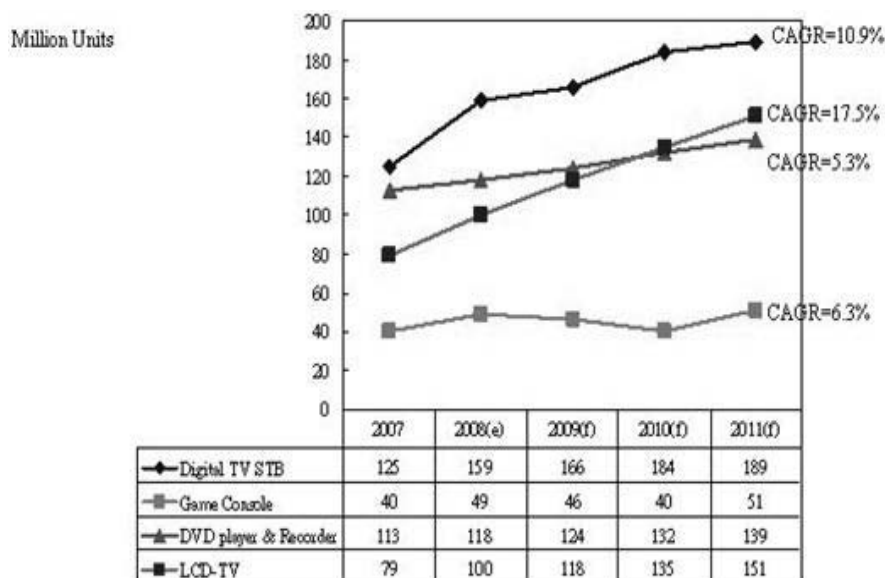 Million Units
200
180
160
140
120
100
80
60
40
20
0
CAGR=10.9%
CAGR=17.5%
CAGR=5.3%
CAGR=6.3%
2007 2008(e) 2009(f) 2010(f) 2011(f)
Digital TV STB 125 159 166 184 189
Game Console 40 49 46 40 51
DVD player & Recorder 113 118 124 132 139
LCD-TV 79 100 118 135 151